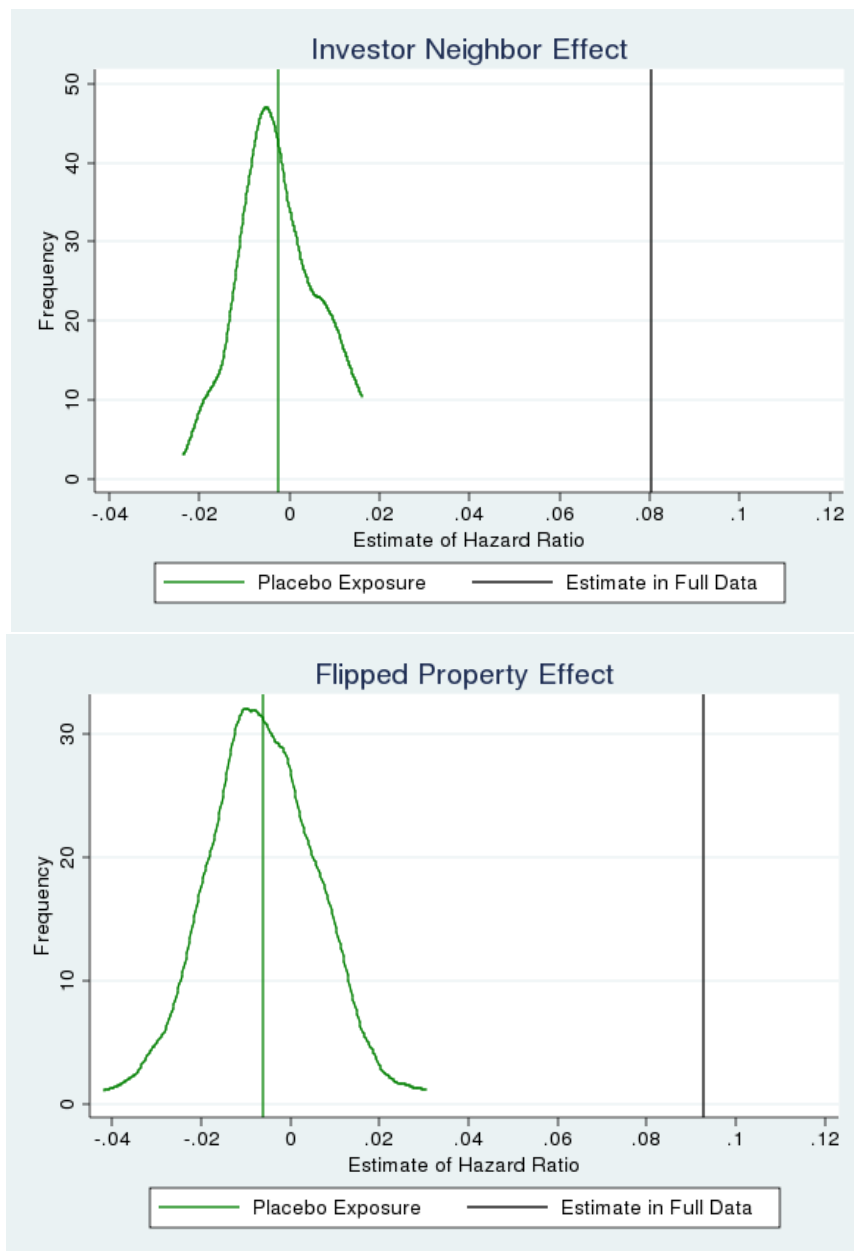 Investor Neighbor Effect
50
40
30
20
10
0
Frequency
-.04 -.02 0 .02 .04 .06 .08 .1 .12
Estimate of Hazard Ratio
Placebo Exposure Estimate in Full Data
Flipped Property Effect
30
20
10
0
Frequency
-.04 -.02 0 .02 .04 .06 .08 .1 .12
Estimate of Hazard Ratio
Placebo Exposure Estimate in Full Data